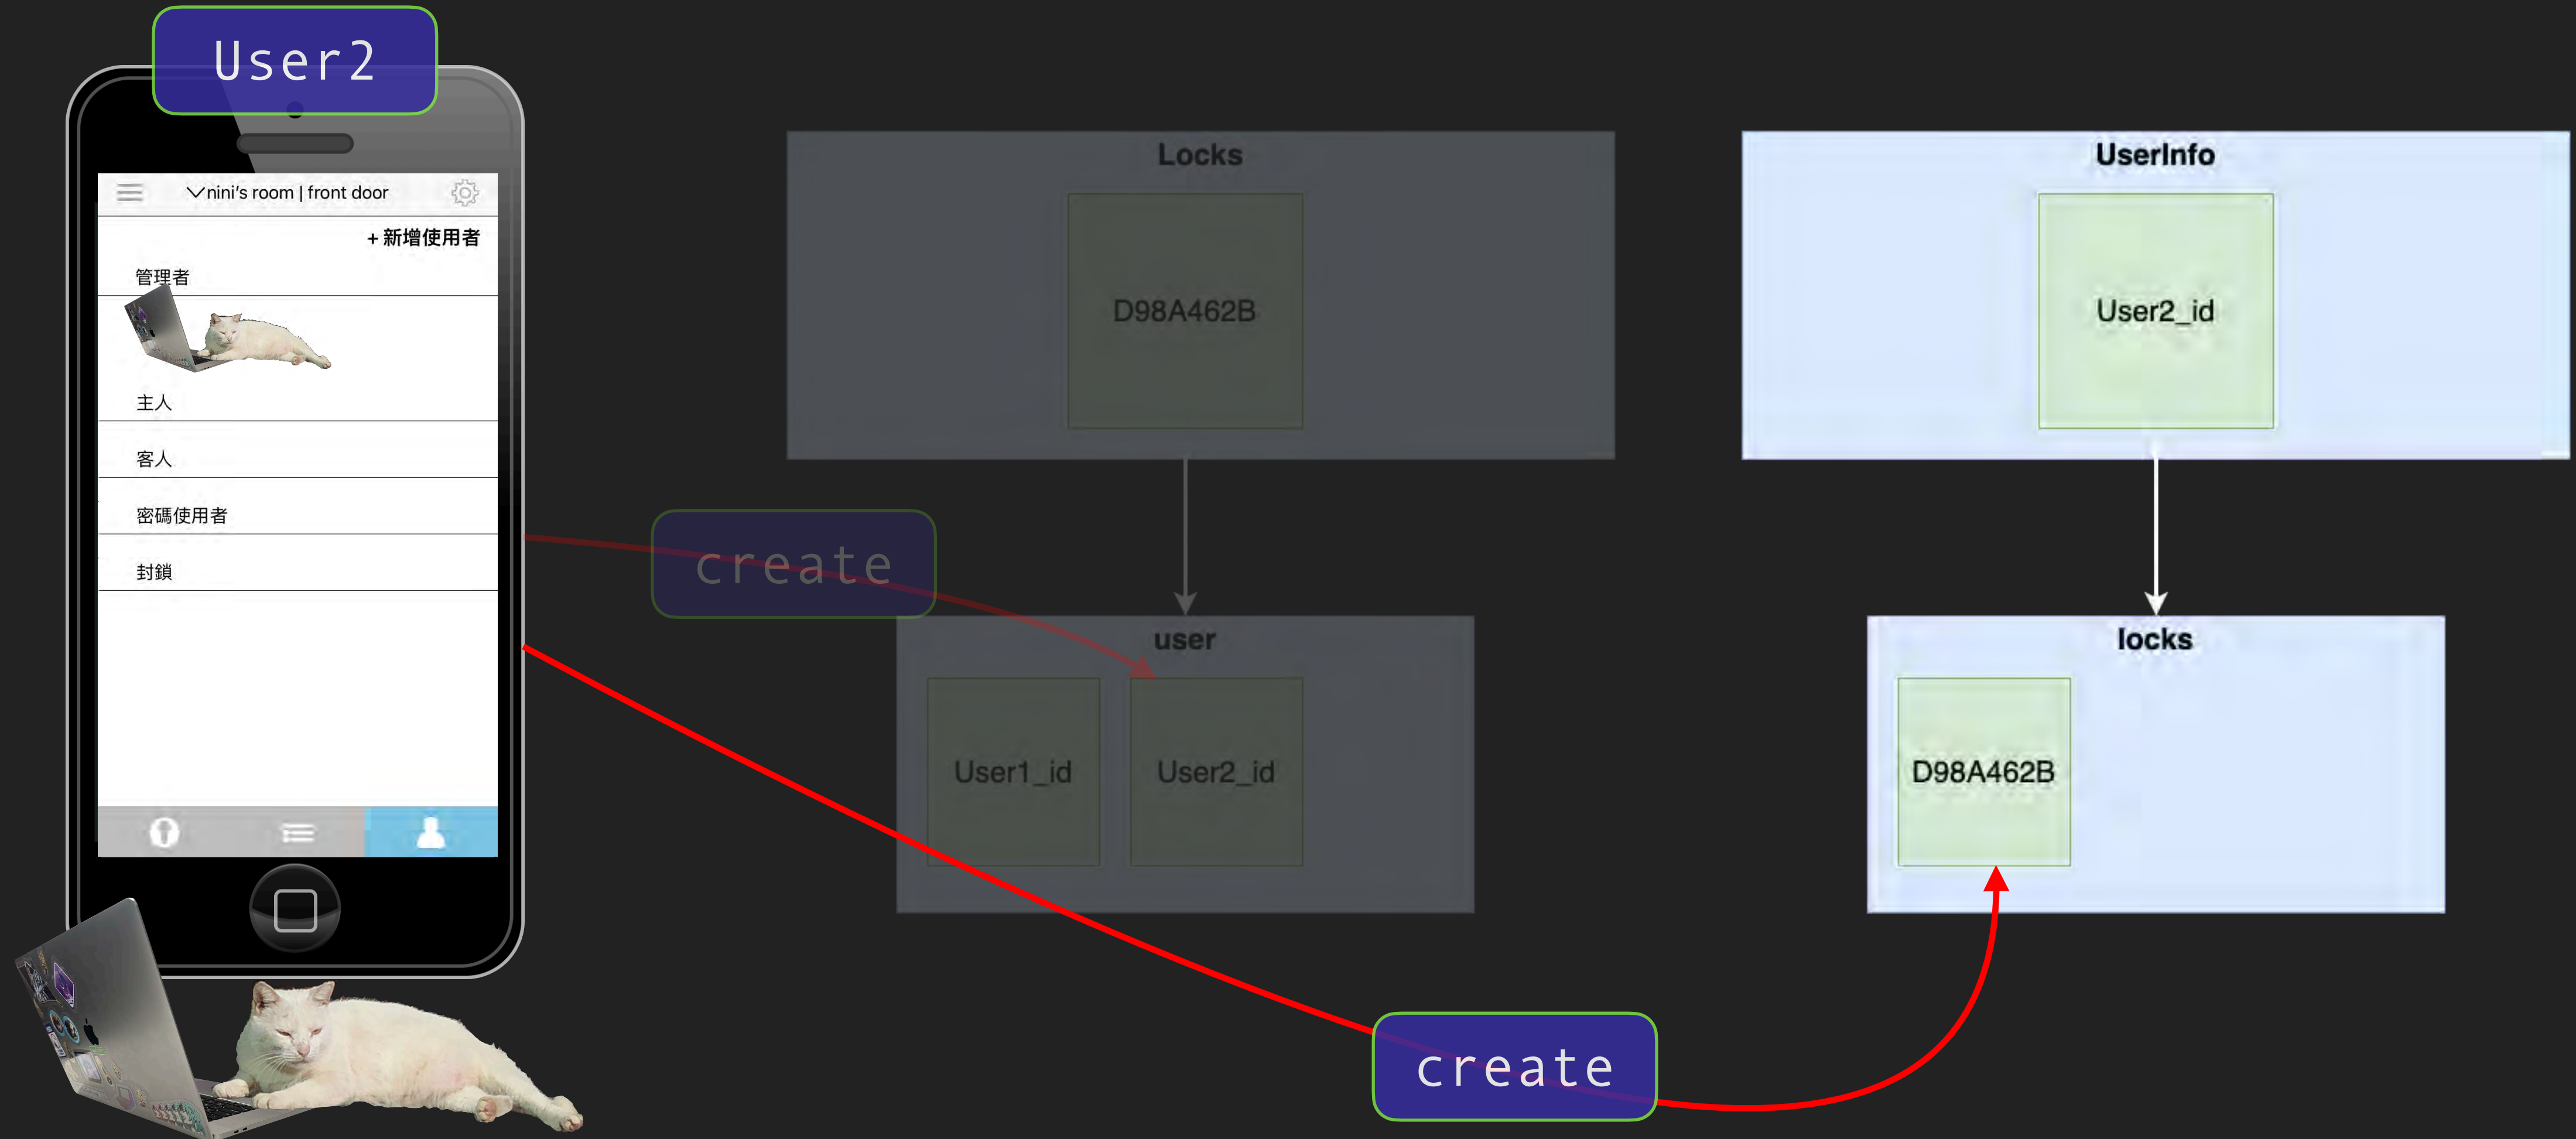 User2
nini's room | front door
+ 新增使用者
管理者
主人
客人
密碼使用者
封鎖
Locks
D98A462B
create
user
User1_id
User2_id
UserInfo
User2_id
locks
D98A462B
create